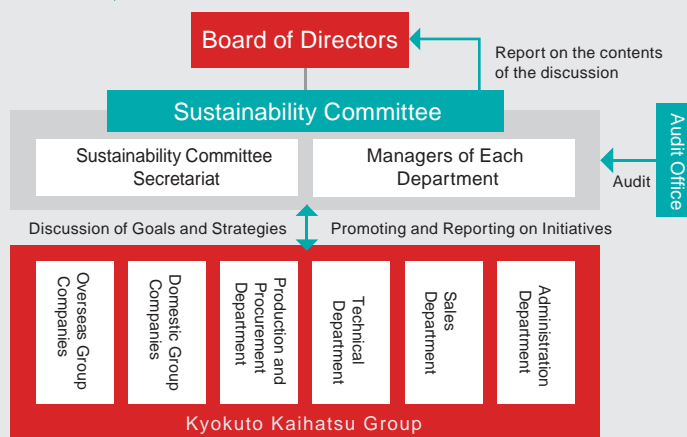 Board of Directors
Report on the contents
of the discussion
Sustainability Committee
Sustainability Committee
Secretariat
Managers of Each
Department
Audit
Audit Office
Discussion of Goals and Strategies
Promoting and Reporting on Initiatives
Overseas Group
Companies
Domestic Group
Companies
Production and
Procurement
Department
Technical
Department
Sales
Department
Administration
Department
Kyokuto Kaihatsu Group